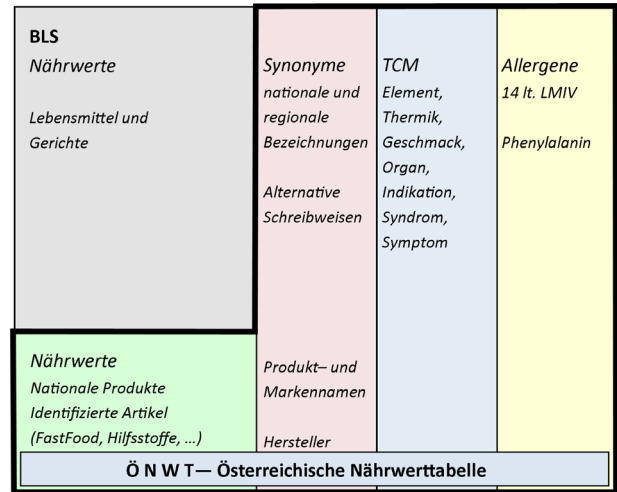 BLS
Nährwerte
Lebensmittel und
Gerichte
Synonyme
nationale und
regionale
Bezeichnungen
Alternative
Schreibweisen
TCM
Element,
Thermik,
Geschmack,
Organ,
Indikation,
Syndrom,
Symptom
Allergene
14 lt. LMIV
Phenylalanin
Nährwerte
Nationale Produkte
Identifizierte Artikel
(FastFood, Hilfsstoffe, ...)
Produkt– und
Markennamen
Hersteller
Ö N W T— Österreichische Nährwerttabelle